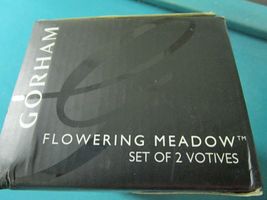 GORHAM
FLOWERING MEADOW™
SET OF 2 VOTIVES